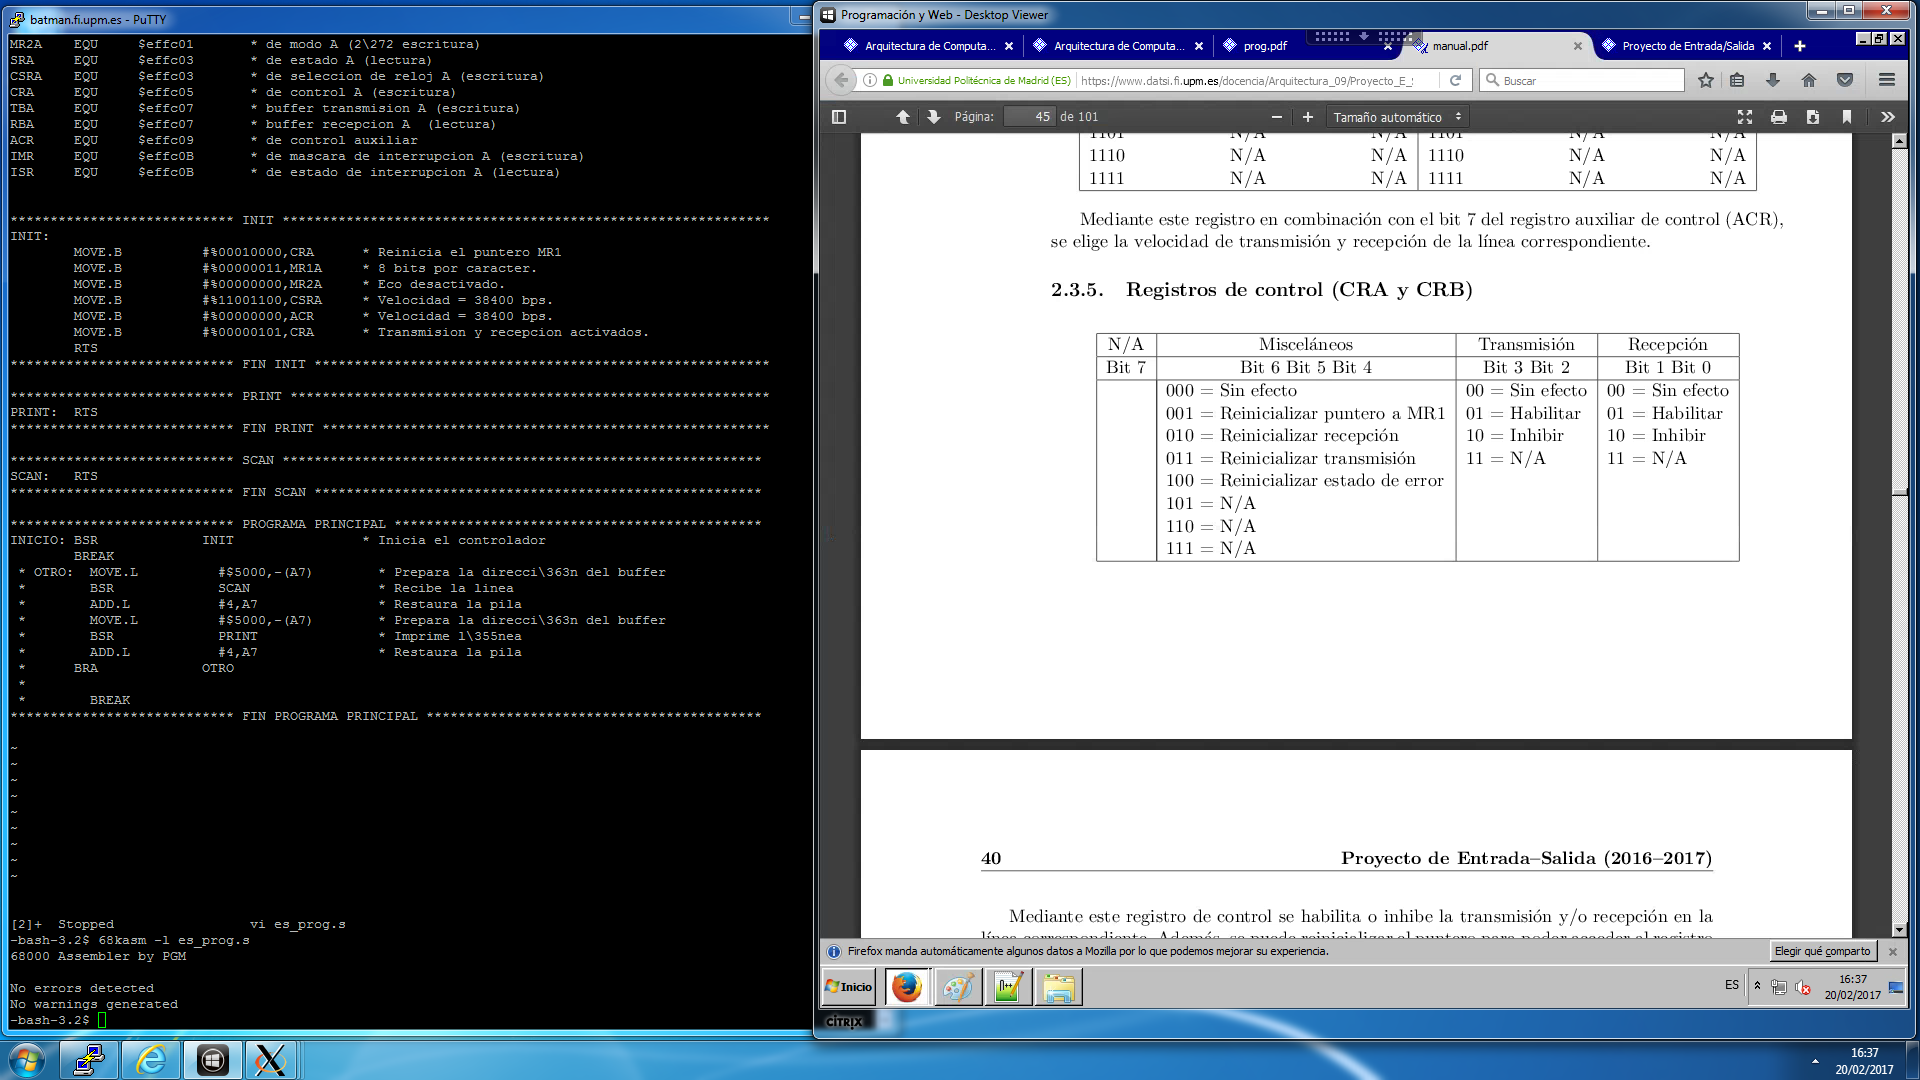 batman.fi.upm.es - PuTTY
MR2A EQU $effc01 * de modo A (2\272 escritura)
SRA EQU $effc03 * de estado A (lectura)
CSRA EQU $effc03 * de seleccion de reloj A (escritura)
CRA EQU $effc05 * de control A (escritura)
TBA EQU $effc07 * buffer transmision A (escritura)
RBA EQU $effc07 * buffer recepcion A (lectura)
ACR EQU $effc09 * de control auxiliar
IMR EQU $effc0B * de mascara de interrupcion A (escritura)
ISR EQU $effc0B * de estado de interrupcion A (lectura)
**************************** INIT *************************************************************
INIT:
MOVE.B #%00010000,CRA * Reinicia el puntero MR1
MOVE.B #%00000011,MR1A * 8 bits por caracter.
MOVE.B #%00000000,MR2A * Eco desactivado.
MOVE.B #%11001100,CSRA * Velocidad = 38400 bps.
MOVE.B #%00000000,ACR * Velocidad = 38400 bps.
MOVE.B #%00000101,CRA * Transmision y recepcion activados.
RTS
**************************** FIN INIT *********************************************************
**************************** PRINT ************************************************************
PRINT: RTS
**************************** FIN PRINT ********************************************************
**************************** SCAN ************************************************************
SCAN: RTS
**************************** FIN SCAN ********************************************************
**************************** PROGRAMA PRINCIPAL **********************************************
INICIO: BSR INIT * Inicia el controlador
BREAK
* OTRO: MOVE.L #$5000,-(A7) * Prepara la direcci\363n del buffer
* BSR SCAN * Recibe la linea
* ADD.L #4,A7 * Restaura la pila
* MOVE.L #$5000,-(A7) * Prepara la direcci\363n del buffer
* BSR PRINT * Imprime l\355nea
* ADD.L #4,A7 * Restaura la pila
* BRA OTRO
*
* BREAK
**************************** FIN PROGRAMA PRINCIPAL ******************************************
~
~
~
~
~
~
~
~
~
[2]+ Stopped vi es_prog.s
-bash-3.2$ 68kasm -l es_prog.s
68000 Assembler by PGM
No errors detected
No warnings generated
-bash-3.2$
Programación y Web - Desktop Viewer
Arquitectura de Computa... Arquitectura de Computa... prog.pdf manual.pdf Proyecto de Entrada/Salida
Universidad Politécnica de Madrid (ES) https://www.datsi.fi.upm.es/docencia/Arquitectura_09/Proyecto_E_S Buscar
Página: 45 de 101 Tamaño automático
1101 N/A N/A 1101 N/A N/A
1110 N/A N/A 1110 N/A N/A
1111 N/A N/A 1111 N/A N/A
Mediante este registro en combinación con el bit 7 del registro auxiliar de control (ACR),
se elige la velocidad de transmisión y recepción de la línea correspondiente.
2.3.5. Registros de control (CRA y CRB)
N/A Misceláneos Transmisión Recepción
Bit 7 Bit 6 Bit 5 Bit 4 Bit 3 Bit 2 Bit 1 Bit 0
000 = Sin efecto 00 = Sin efecto 00 = Sin efecto
001 = Reinicializar puntero a MR1 01 = Habilitar 01 = Habilitar
010 = Reinicializar recepción 10 = Inhibir 10 = Inhibir
011 = Reinicializar transmisión 11 = N/A 11 = N/A
100 = Reinicializar estado de error
101 = N/A
110 = N/A
111 = N/A
40 Proyecto de Entrada–Salida (2016–2017)
Mediante este registro de control se habilita o inhibe la transmisión y/o recepción en la
línea correspondiente. Además, se puede reinicializar el puntero para poder acceder al registro
Firefox manda automáticamente algunos datos a Mozilla por lo que podemos mejorar su experiencia. Elegir qué comparto
Inicio ES 16:37
20/02/2017
CITRIX
16:37
20/02/2017